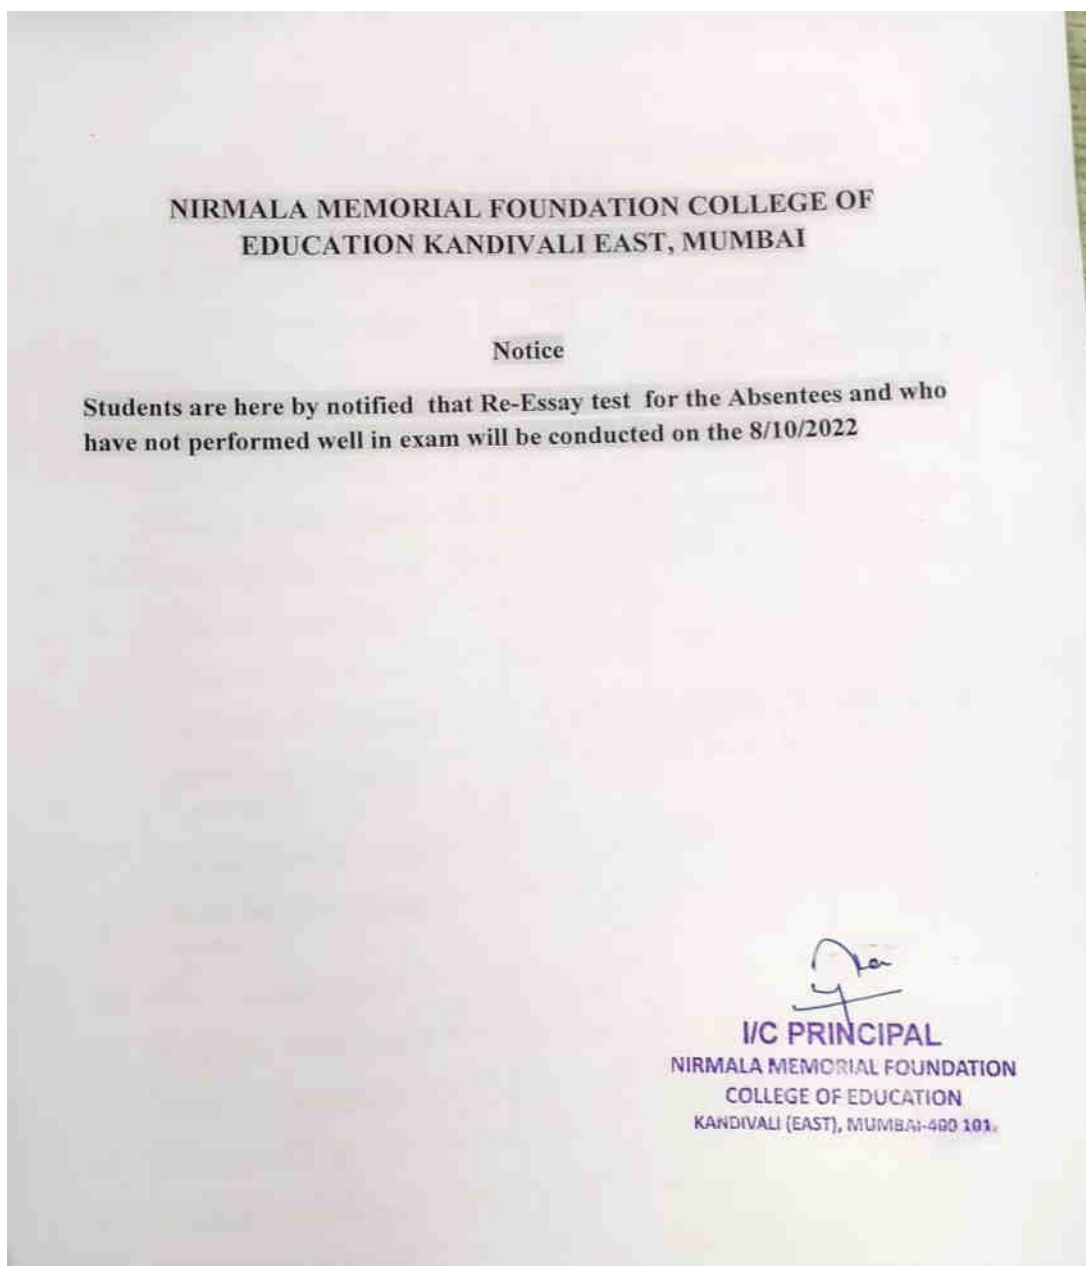 NIRMALA MEMORIAL FOUNDATION COLLEGE OF
EDUCATION KANDIVALI EAST, MUMBAI
Notice
Students are here by notified that Re-Essay test for the Absentees and who
have not performed well in exam will be conducted on the 8/10/2022
I/C PRINCIPAL
NIRMALA MEMORIAL FOUNDATION
COLLEGE OF EDUCATION
KANDIVALI (EAST), MUMBAI-400 101.